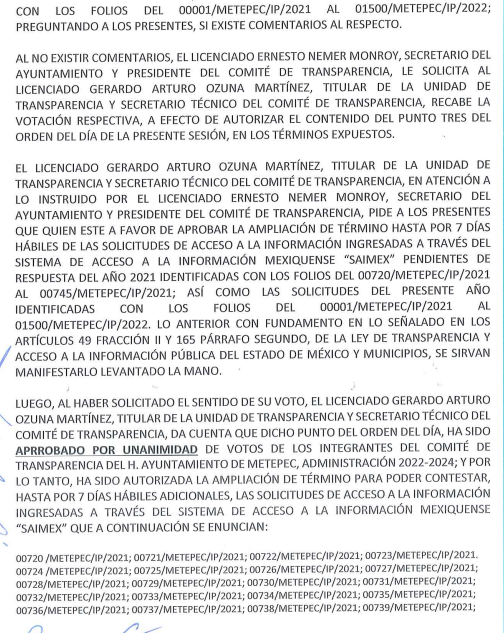 CON LOS FOLIOS DEL 00001/METEPEC/IP/2021 AL 01500/METEPEC/IP/2022;
PREGUNTANDO A LOS PRESENTES, SI EXISTE COMENTARIOS AL RESPECTO.
AL NO EXISTIR COMENTARIOS, EL LICENCIADO ERNESTO NEMER MONROY, SECRETARIO DEL
AYUNTAMIENTO Y PRESIDENTE DEL COMITÉ DE TRANSPARENCIA, LE SOLICITA AL
LICENCIADO GERARDO ARTURO OZUNA MARTÍNEZ, TITULAR DE LA UNIDAD DE
TRANSPARENCIA Y SECRETARIO TÉCNICO DEL COMITÉ DE TRANSPARENCIA, RECABE LA
VOTACIÓN RESPECTIVA, A EFECTO DE AUTORIZAR EL CONTENIDO DEL PUNTO TRES DEL
ORDEN DEL DÍA DE LA PRESENTE SESIÓN, EN LOS TÉRMINOS EXPUESTOS.
EL LICENCIADO GERARDO ARTURO OZUNA MARTÍNEZ, TITULAR DE LA UNIDAD DE
TRANSPARENCIA Y SECRETARIO TÉCNICO DEL COMITÉ DE TRANSPARENCIA, EN ATENCIÓN A
LO INSTRUIDO POR EL LICENCIADO ERNESTO NEMER MONROY, SECRETARIO DEL
AYUNTAMIENTO Y PRESIDENTE DEL COMITÉ DE TRANSPARENCIA, PIDE A LOS PRESENTES
QUE QUIEN ESTE A FAVOR DE APROBAR LA AMPLIACIÓN DE TÉRMINO HASTA POR 7 DÍAS
HÁBILES DE LAS SOLICITUDES DE ACCESO A LA INFORMACIÓN INGRESADAS A TRAVÉS DEL
SISTEMA DE ACCESO A LA INFORMACIÓN MEXIQUENSE "SAIMEX" PENDIENTES DE
RESPUESTA DEL AÑO 2021 IDENTIFICADAS CON LOS FOLIOS DEL 00720/METEPEC/IP/2021
AL 00745/METEPEC/IP/2021; ASÍ COMO LAS SOLICITUDES DEL PRESENTE AÑO
IDENTIFICADAS CON LOS FOLIOS DEL 00001/METEPEC/IP/2021 AL
01500/METEPEC/IP/2022. LO ANTERIOR CON FUNDAMENTO EN LO SEÑALADO EN LOS
ARTÍCULOS 49 FRACCIÓN II Y 165 PÁRRAFO SEGUNDO, DE LA LEY DE TRANSPARENCIA Y
ACCESO A LA INFORMACIÓN PÚBLICA DEL ESTADO DE MÉXICO Y MUNICIPIOS, SE SIRVAN
MANIFESTARLO LEVANTADO LA MANO.
LUEGO, AL HABER SOLICITADO EL SENTIDO DE SU VOTO, EL LICENCIADO GERARDO ARTURO
OZUNA MARTÍNEZ, TITULAR DE LA UNIDAD DE TRANSPARENCIA Y SECRETARIO TÉCNICO DEL
COMITÉ DE TRANSPARENCIA, DA CUENTA QUE DICHO PUNTO DEL ORDEN DEL DÍA, HA SIDO
APRROBADO POR UNANIMIDAD DE VOTOS DE LOS INTEGRANTES DEL COMITÉ DE
TRANSPARENCIA DEL H. AYUNTAMIENTO DE METEPEC, ADMINISTRACIÓN 2022-2024; Y POR
LO TANTO, HA SIDO AUTORIZADA LA AMPLIACIÓN DE TÉRMINO PARA PODER CONTESTAR,
HASTA POR 7 DÍAS HÁBILES ADICIONALES, LAS SOLICITUDES DE ACCESO A LA INFORMACIÓN
INGRESADAS A TRAVÉS DEL SISTEMA DE ACCESO A LA INFORMACIÓN MEXIQUENSE
"SAIMEX" QUE A CONTINUACIÓN SE ENUNCIAN:
00720 /METEPEC/IP/2021; 00721/METEPEC/IP/2021; 00722/METEPEC/IP/2021; 00723/METEPEC/IP/2021.
00724 /METEPEC/IP/2021; 00725/METEPEC/IP/2021; 00726/METEPEC/IP/2021; 00727/METEPEC/IP/2021;
00728/METEPEC/IP/2021; 00729/METEPEC/IP/2021; 00730/METEPEC/IP/2021; 00731/METEPEC/IP/2021;
00732/METEPEC/IP/2021; 00733/METEPEC/IP/2021; 00734/METEPEC/IP/2021; 00735/METEPEC/IP/2021;
00736/METEPEC/IP/2021; 00737/METEPEC/IP/2021; 00738/METEPEC/IP/2021; 00739/METEPEC/IP/2021;